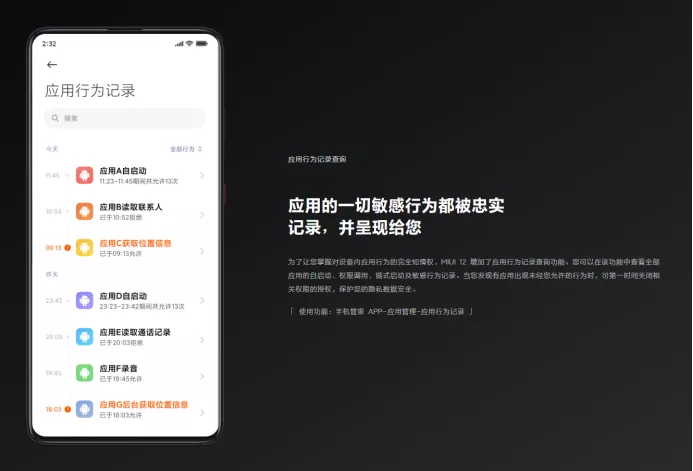 2:32
应用行为记录
搜索
今天
全部行为
11:45
应用A自启动
11:23-11:45期间共允许13次
10:54
应用B读取联系人
已于10:52拒绝
09:13
应用C获取位置信息
已于09:13允许
昨天
23:42
应用D自启动
23:23-23:42期间共允许13次
20:03
应用E读取通话记录
已于20:03拒绝
19:45
应用F录音
已于19:45允许
18:03
应用G后台获取位置信息
已于18:03允许
应用行为记录查询
应用的一切敏感行为都被忠实
记录，并呈现给您
为了让您掌握对设备内应用行为的完全知情权，MIUI 12 增加了应用行为记录查询功能。您可以在该功能中查看全部
应用的自启动、权限调用、链式启动及敏感行为记录。当您发现有应用出现未经您允许的行为时，可第一时间关闭相
关权限的授权，保护您的隐私数据安全。
「 使用功能：手机管家 APP-应用管理-应用行为记录 」